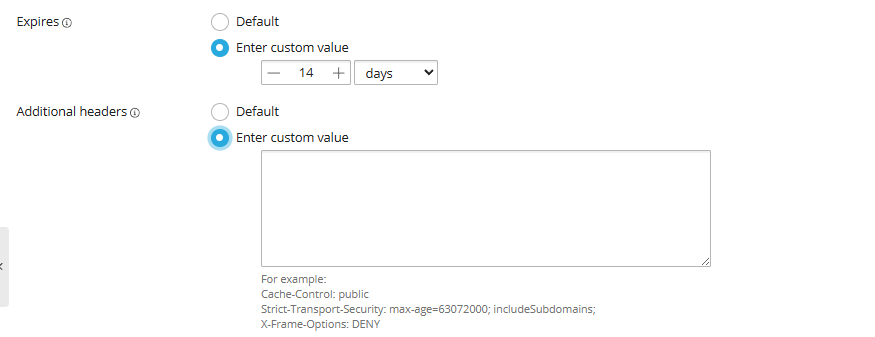 Expires
Default
Enter custom value
14 days
Additional headers
Default
Enter custom value
For example:
Cache-Control: public
Strict-Transport-Security: max-age=63072000; includeSubdomains;
X-Frame-Options: DENY